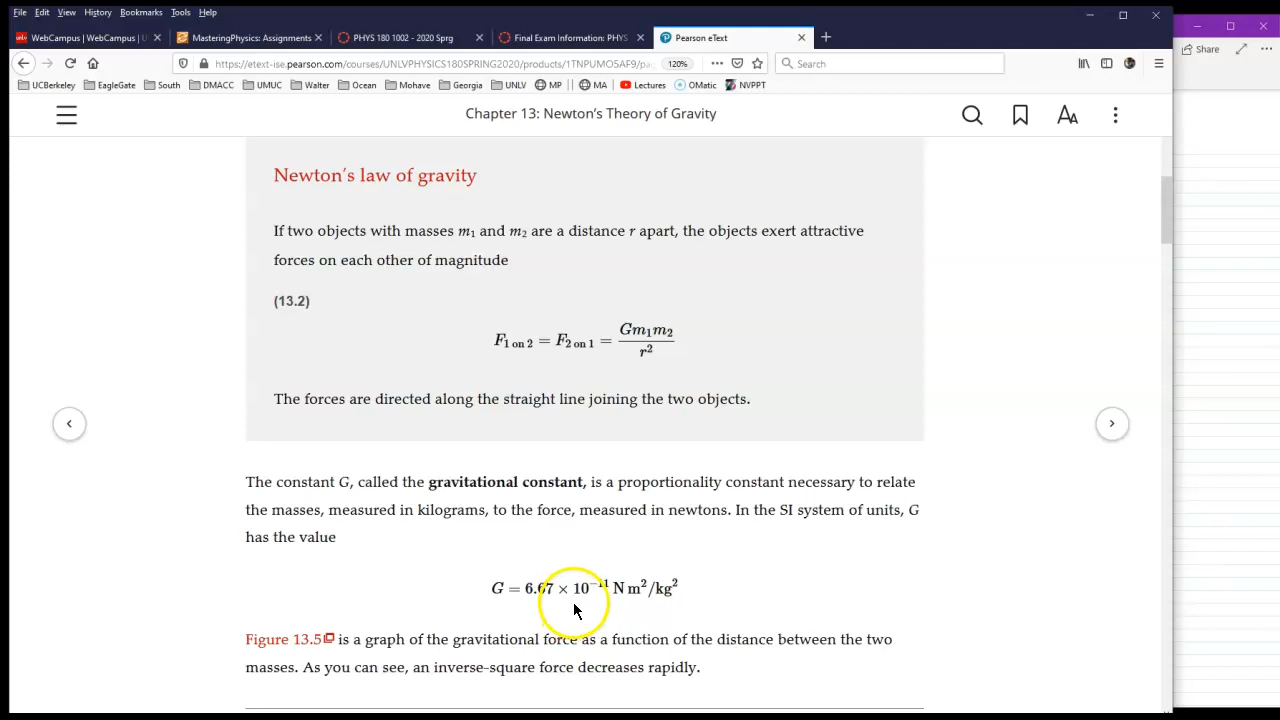 File Edit View History Bookmarks Tools Help
WebCampus | WebCampus | U
MasteringPhysics: Assignments
PHYS 180 1002 - 2020 Sprg
Final Exam Information: PHYS
Pearson eText
https://etext-ise.pearson.com/courses/UNLVPHYSICS180SPRING2020/products/1TNPUMO5AF9/pa
120%
Search
Share
UCBerkeley EagleGate South DMACC UMUC Walter Ocean Mohave Georgia UNLV MP MA Lectures OMatic NVPPT
Chapter 13: Newton's Theory of Gravity
Newton's law of gravity
If two objects with masses m₁ and m₂ are a distance r apart, the objects exert attractive
forces on each other of magnitude
(13.2)
F₁ on 2 = F₂ on 1 = Gm₁m₂ / r²
The forces are directed along the straight line joining the two objects.
The constant G, called the gravitational constant, is a proportionality constant necessary to relate
the masses, measured in kilograms, to the force, measured in newtons. In the SI system of units, G
has the value
G = 6.67 × 10⁻¹¹ N m²/kg²
Figure 13.5 is a graph of the gravitational force as a function of the distance between the two
masses. As you can see, an inverse-square force decreases rapidly.